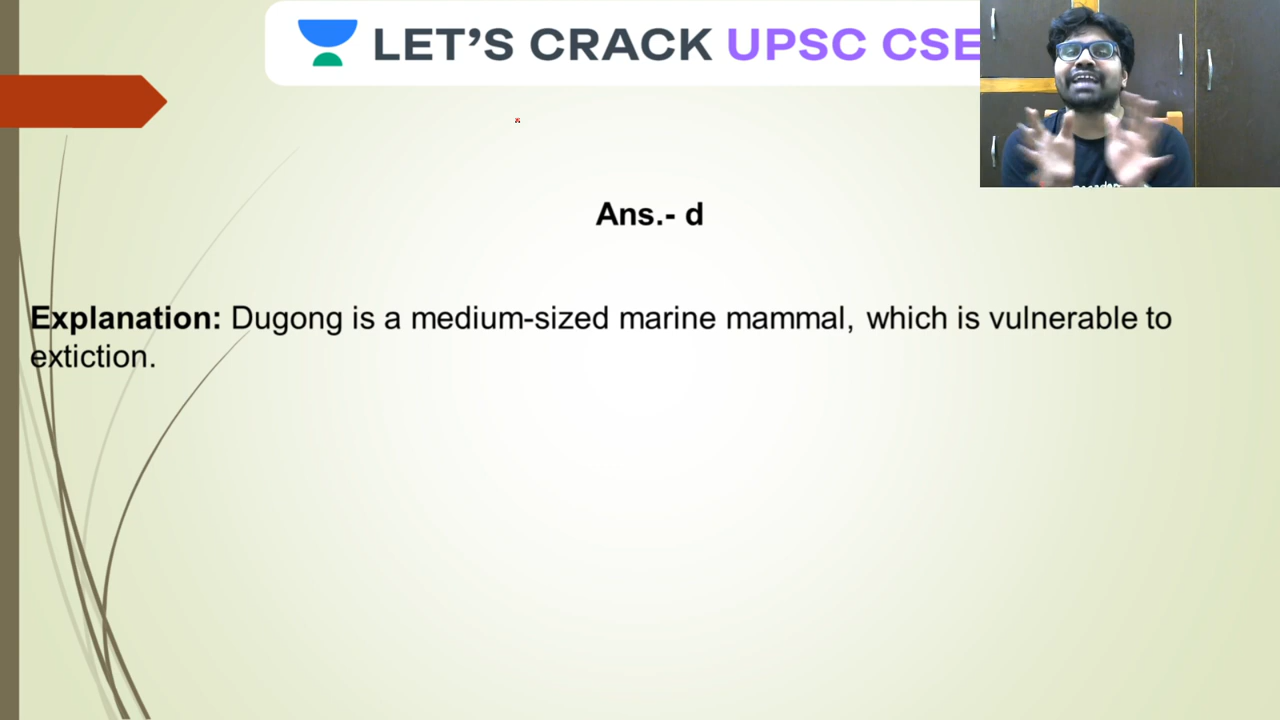 LET'S CRACK UPSC CSE
Ans.- d
Explanation: Dugong is a medium-sized marine mammal, which is vulnerable to
extiction.